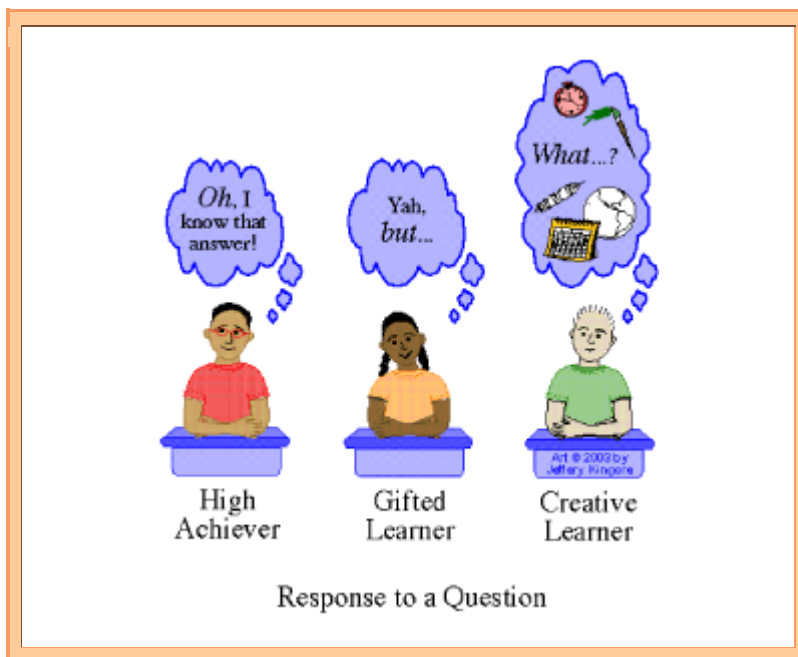 Oh, I
know that
answer!
Yah,
but...
What...?
High
Achiever
Gifted
Learner
Art © 2003 by
Jeffery Kingore
Creative
Learner
Response to a Question